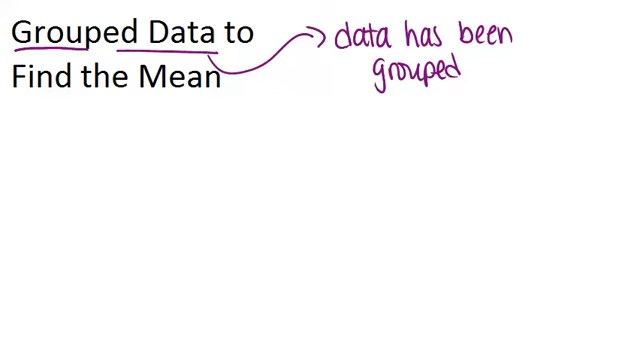 Grouped Data to
Find the Mean
data has been
grouped